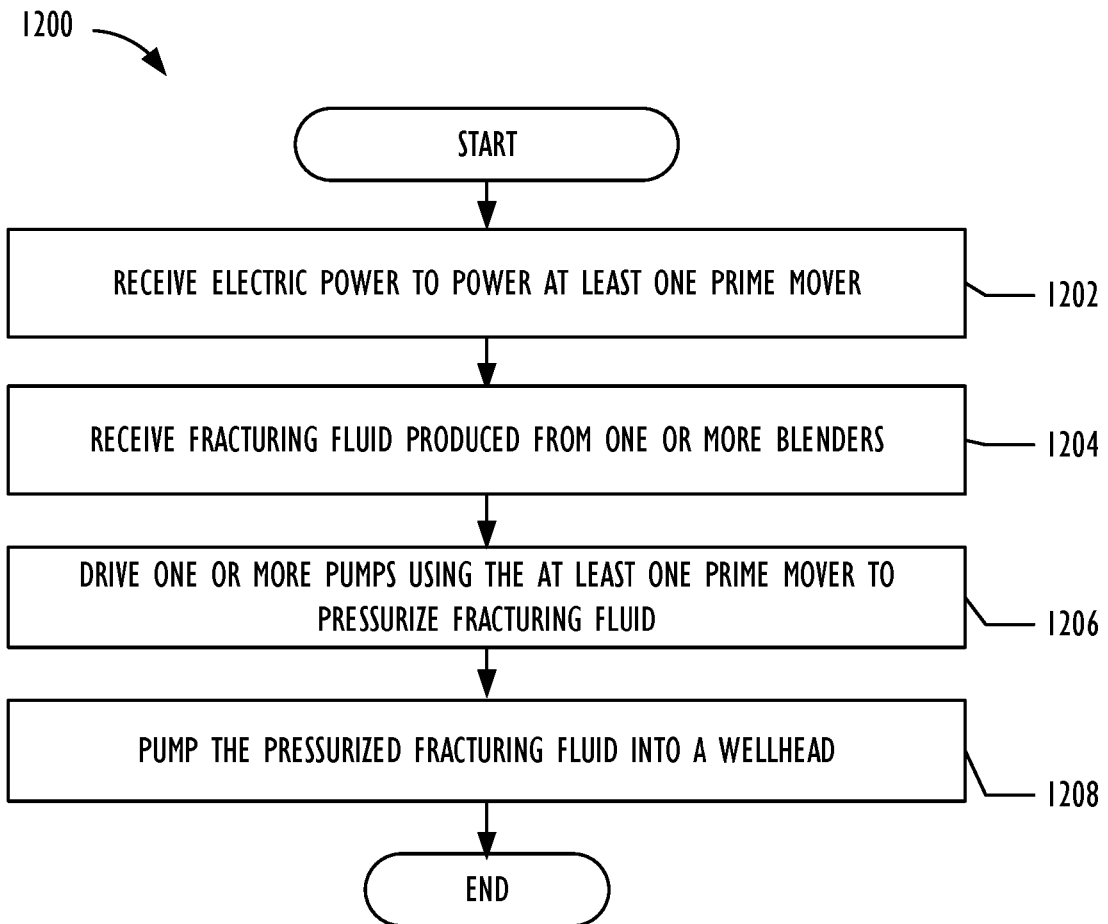 1200
START
RECEIVE ELECTRIC POWER TO POWER AT LEAST ONE PRIME MOVER
1202
RECEIVE FRACTURING FLUID PRODUCED FROM ONE OR MORE BLENDERS
1204
DRIVE ONE OR MORE PUMPS USING THE AT LEAST ONE PRIME MOVER TO
PRESSURIZE FRACTURING FLUID
1206
PUMP THE PRESSURIZED FRACTURING FLUID INTO A WELLHEAD
1208
END